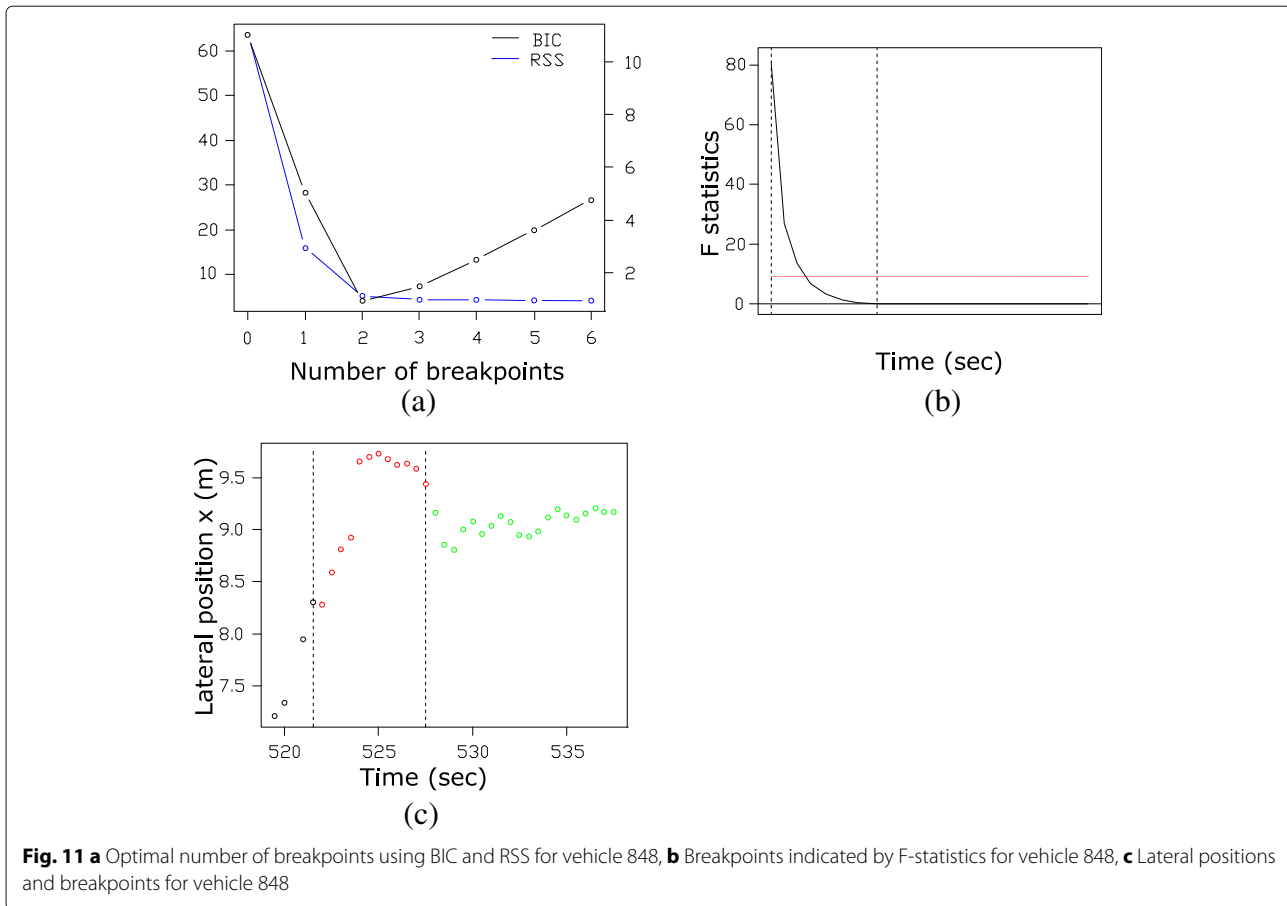 60
50
40
30
20
10
BIC
RSS
10
8
6
4
2
0 1 2 3 4 5 6
Number of breakpoints
(a)
80
60
40
20
0
F statistics
Time (sec)
(b)
9.5
9.0
8.5
8.0
7.5
Lateral position x (m)
520 525 530 535
Time (sec)
(c)
Fig. 11 a Optimal number of breakpoints using BIC and RSS for vehicle 848, b Breakpoints indicated by F-statistics for vehicle 848, c Lateral positions
and breakpoints for vehicle 848